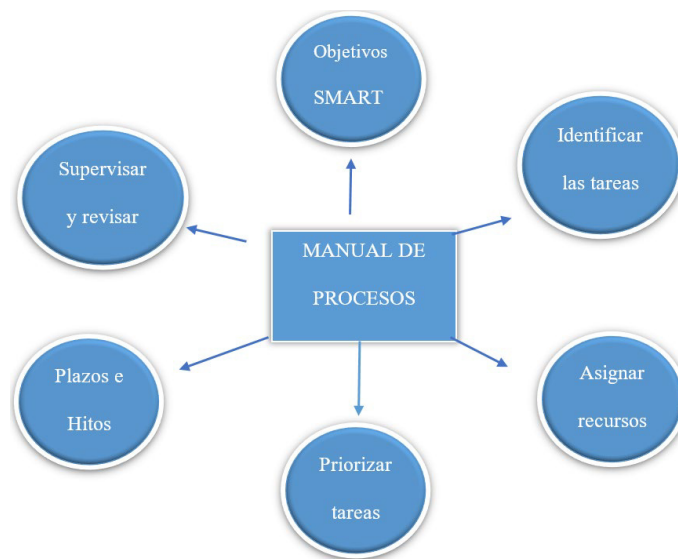 Objetivos
SMART
Identificar
las tareas
Supervisar
y revisar
MANUAL DE
PROCESOS
Plazos e
Hitos
Asignar
recursos
Priorizar
tareas